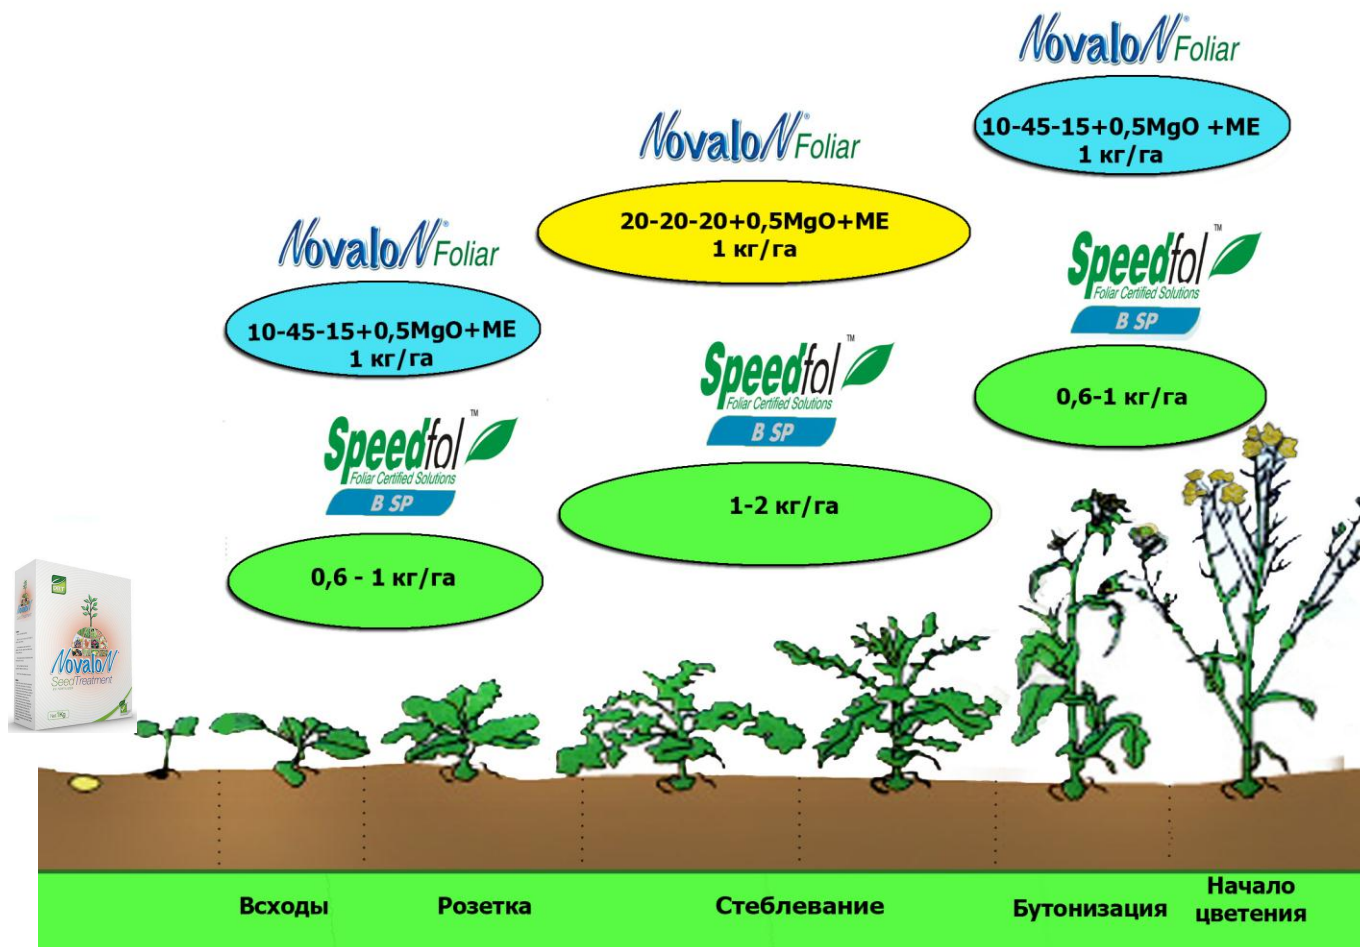 NovaloN® Foliar
10-45-15+0,5MgO +ME
1 кг/га
NovaloN® Foliar
20-20-20+0,5MgO+ME
1 кг/га
NovaloN® Foliar
10-45-15+0,5MgO+ME
1 кг/га
Speedfol™
Foliar Certified Solutions
B SP
0,6-1 кг/га
Speedfol™
Foliar Certified Solutions
B SP
1-2 кг/га
Speedfol™
Foliar Certified Solutions
B SP
0,6 - 1 кг/га
NovaloN
SeedTreatment
Всходы
Розетка
Стеблевание
Бутонизация
Начало
цветения